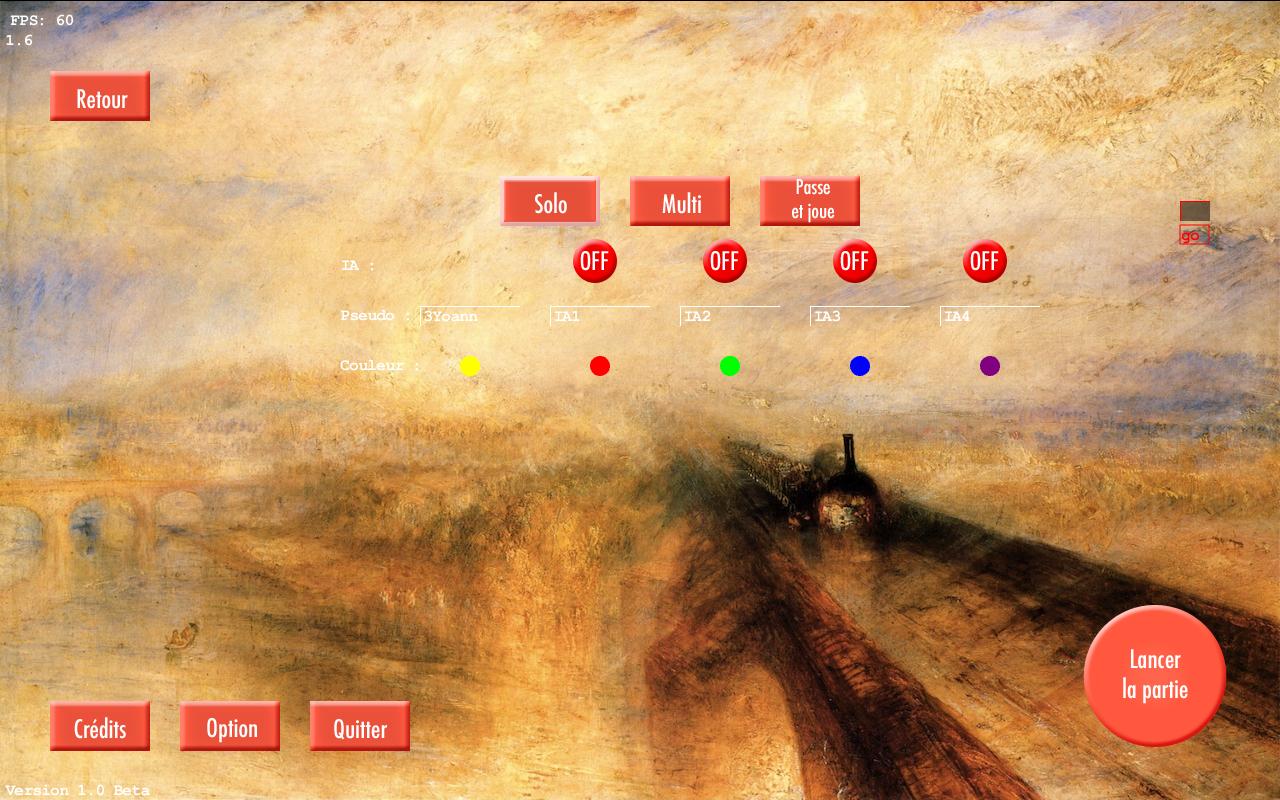 FPS: 60
1.6
Retour
Solo
Multi
Passe
et joue
go
IA :
OFF
OFF
OFF
OFF
Pseudo :
3Yoann
IA1
IA2
IA3
IA4
Couleur :
Lancer
la partie
Crédits
Option
Quitter
Version 1.0 Beta